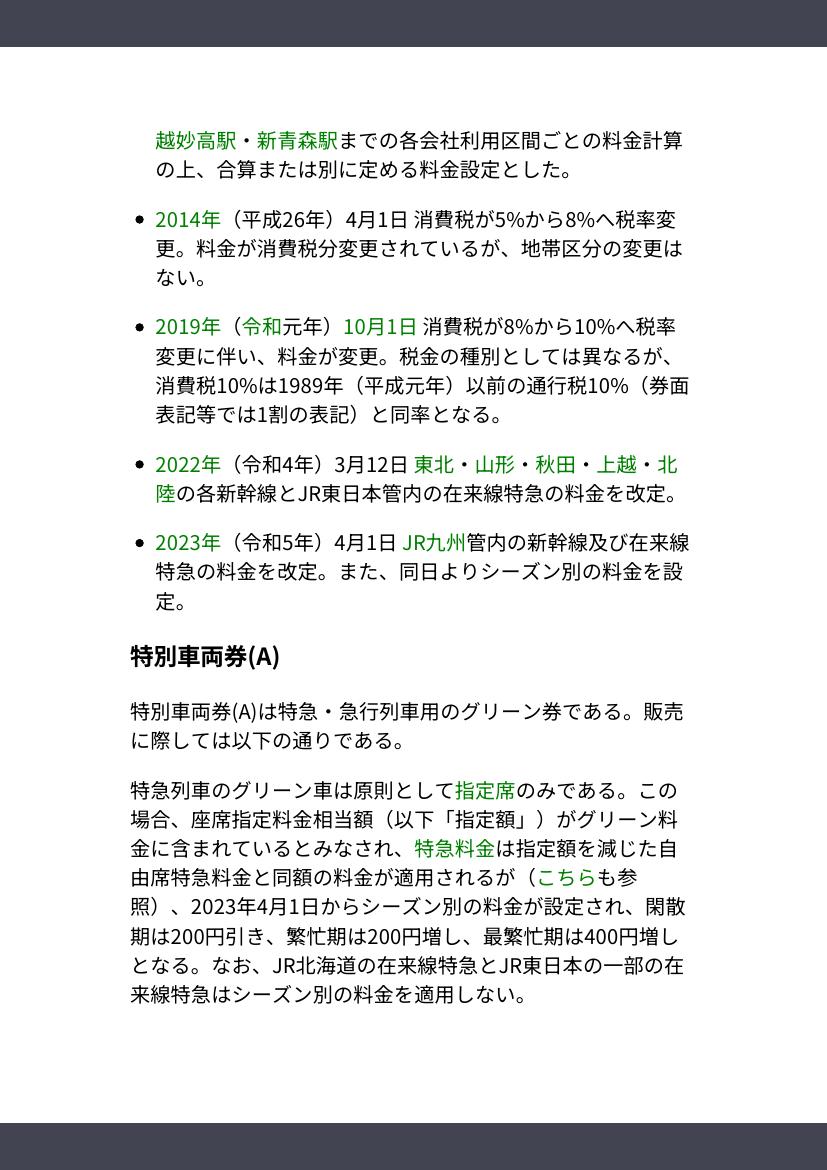 越妙高駅・新青森駅までの各会社利用区間ごとの料金計算
の上、合算または別に定める料金設定とした。
2014年（平成26年）4月1日 消費税が5%から8%へ税率変
更。料金が消費税分変更されているが、地帯区分の変更は
ない。
2019年（令和元年）10月1日 消費税が8%から10%へ税率
変更に伴い、料金が変更。税金の種別としては異なるが、
消費税10%は1989年（平成元年）以前の通行税10%（券面
表記等では1割の表記）と同率となる。
2022年（令和4年）3月12日 東北・山形・秋田・上越・北
陸の各新幹線とJR東日本管内の在来線特急の料金を改定。
2023年（令和5年）4月1日 JR九州管内の新幹線及び在来線
特急の料金を改定。また、同日よりシーズン別の料金を設
定。
特別車両券(A)
特別車両券(A)は特急・急行列車用のグリーン券である。販売
に際しては以下の通りである。
特急列車のグリーン車は原則として指定席のみである。この
場合、座席指定料金相当額（以下「指定額」）がグリーン料
金に含まれているとみなされ、特急料金は指定額を減じた自
由席特急料金と同額の料金が適用されるが（こちらも参
照）、2023年4月1日からシーズン別の料金が設定され、閑散
期は200円引き、繁忙期は200円増し、最繁忙期は400円増し
となる。なお、JR北海道の在来線特急とJR東日本の一部の在
来線特急はシーズン別の料金を適用しない。